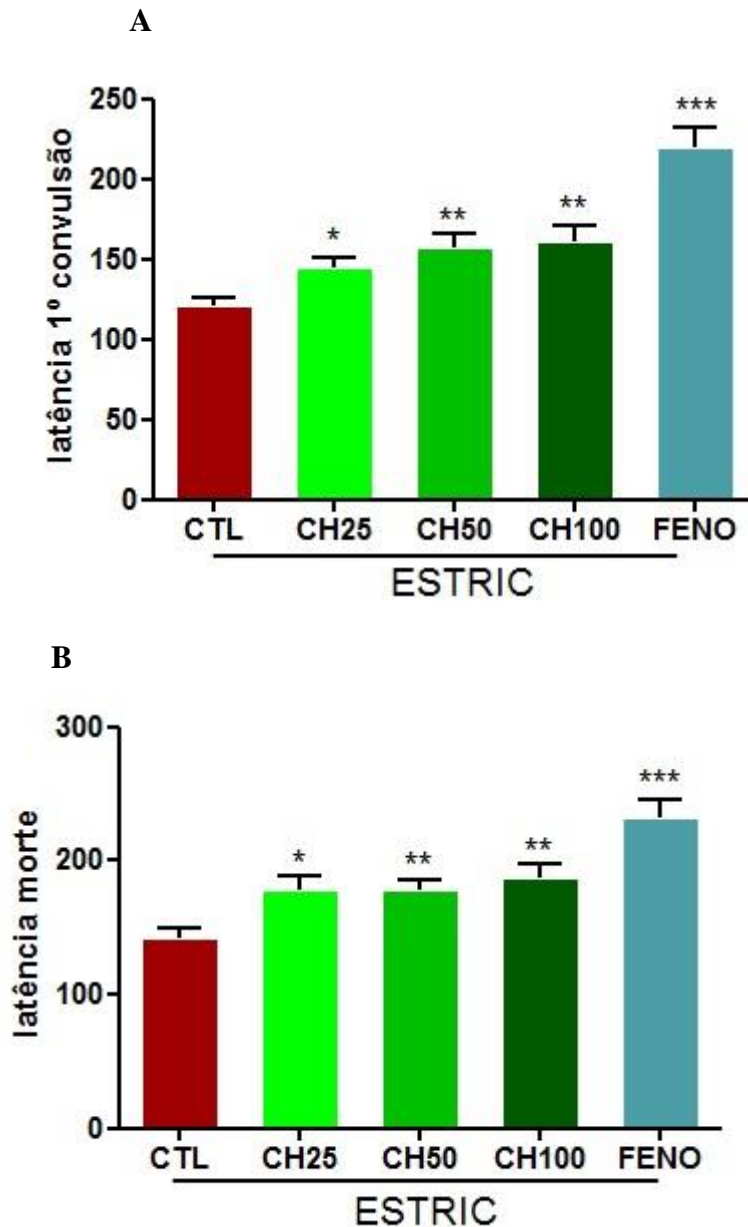 A
latência 1º convulsão
250
200
150
100
50
0
*
**
**
***
CTL CH25 CH50 CH100 FENO
ESTRIC
B
latência morte
300
200
100
0
*
**
**
***
CTL CH25 CH50 CH100 FENO
ESTRIC